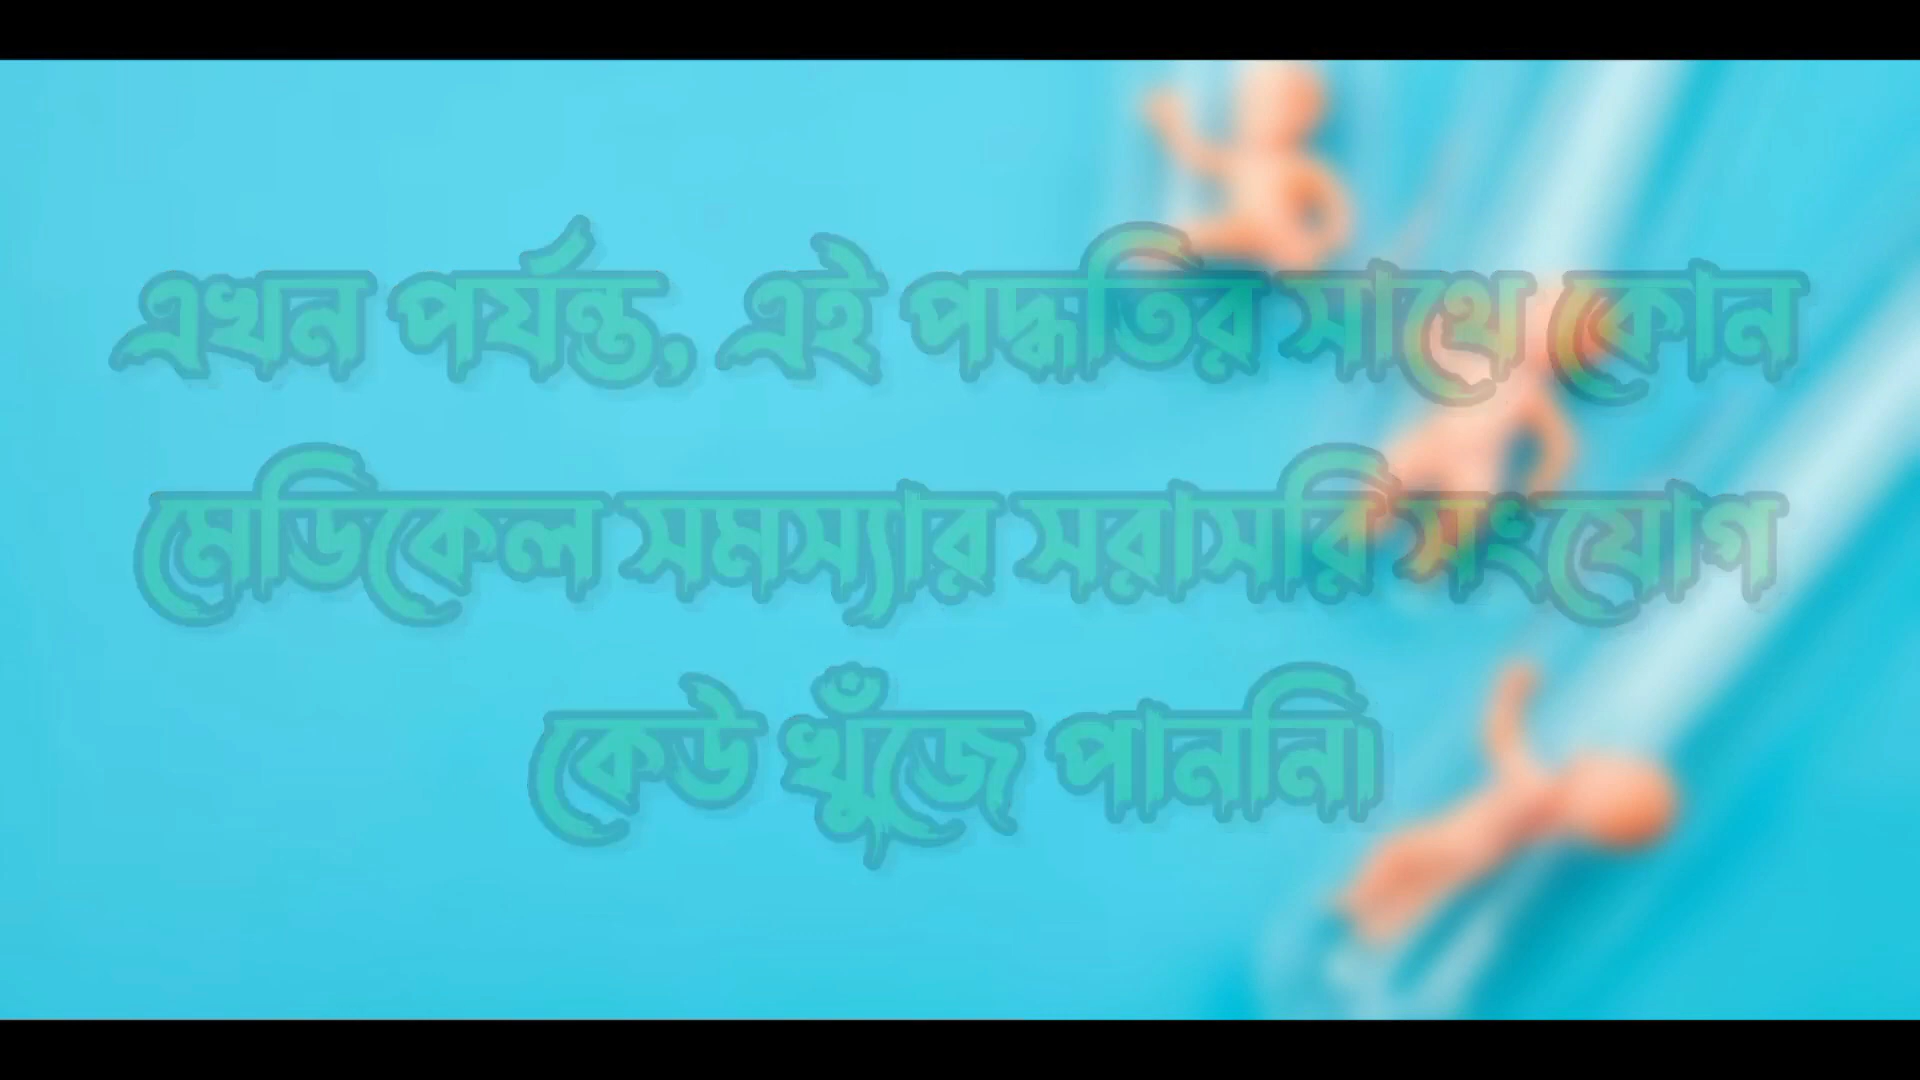 এখন পর্যন্ত, এই পদ্ধতির সাথে কোন
মেডিকেল সমস্যার সরাসরি সংযোগ
কেউ খুঁজে পাননি।